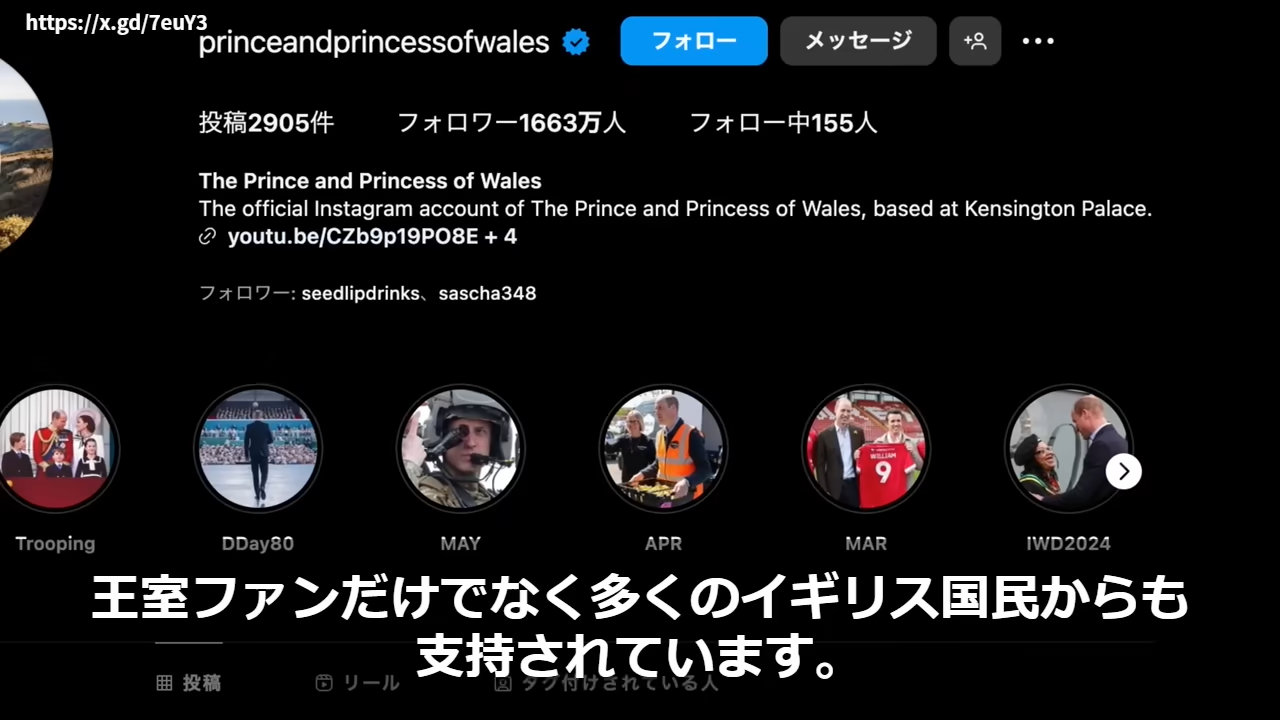 https://x.gd/7euY3
princeandprincessofwales フォロー メッセージ
投稿2905件 フォロワー1663万人 フォロー中155人
The Prince and Princess of Wales
The official Instagram account of The Prince and Princess of Wales, based at Kensington Palace.
youtu.be/CZb9p19PO8E + 4
フォロワー: seedlipdrinks、sascha348
WILLIAM
9
Trooping DDay80 MAY APR MAR IWD2024
王室ファンだけでなく多くのイギリス国民からも
支持されています。
投稿 リール タグ付けされている人